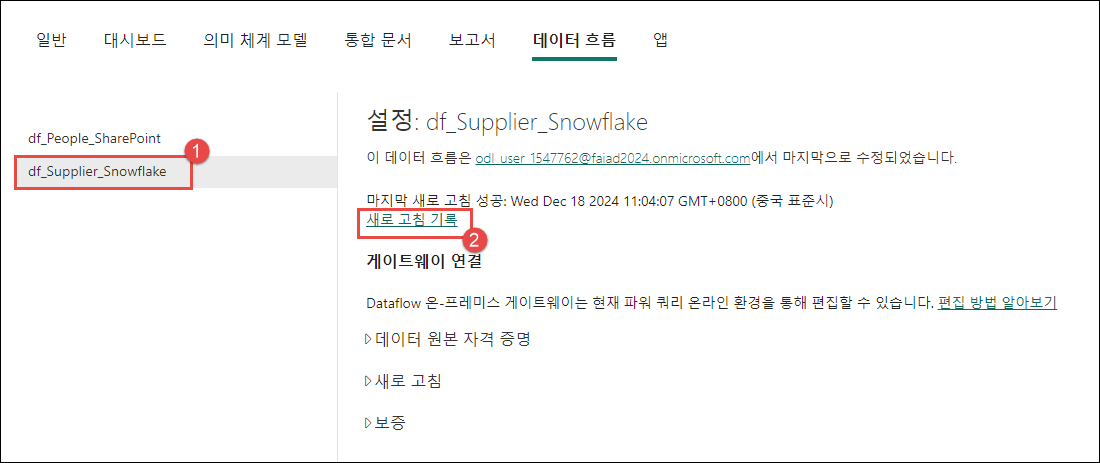 일반 대시보드 의미 체계 모델 통합 문서 보고서 데이터 흐름 앱
df_People_SharePoint
1
df_Supplier_Snowflake
설정: df_Supplier_Snowflake
이 데이터 흐름은 odl_user_1547762@faiad2024.onmicrosoft.com에서 마지막으로 수정되었습니다.
마지막 새로 고침 성공: Wed Dec 18 2024 11:04:07 GMT+0800 (중국 표준시)
새로 고침 기록
2
게이트웨이 연결
Dataflow 온-프레미스 게이트웨이는 현재 파워 쿼리 온라인 환경을 통해 편집할 수 있습니다. 편집 방법 알아보기
데이터 원본 자격 증명
새로 고침
보증